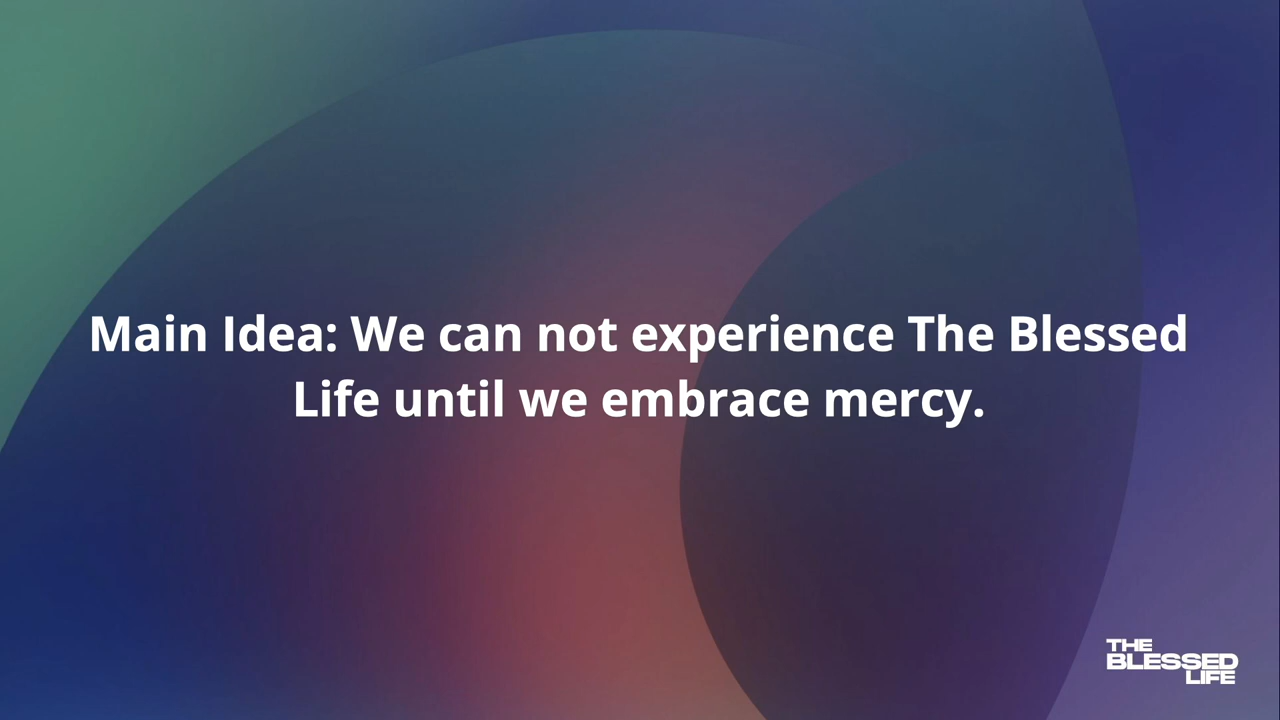 Main Idea: We can not experience The Blessed
Life until we embrace mercy.
THE
BLESSED
LIFE